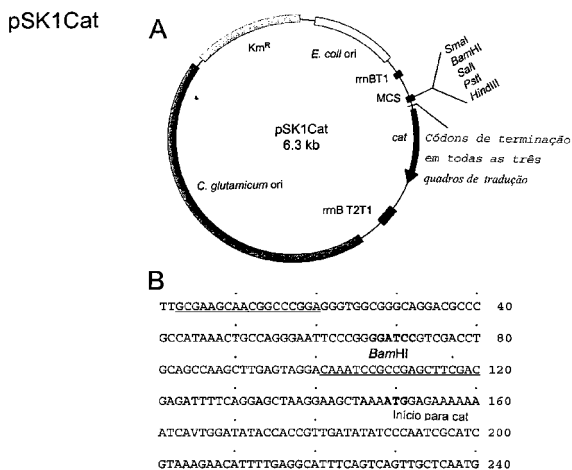 pSK1Cat
A
KmR
E. coli ori
rrnBT1
MCS
SmaI
BamHI
SalI
PstI
HindIII
cat
pSK1Cat
6.3 kb
Códons de terminação
em todas as três
quadros de tradução
C. glutamicum ori
rrnB T2T1
B
TTGCGAAGCAACGGCCCGGAGGGTGGCGGGCAGGACGCCC 40
GCCATAAACTGCCAGGGAATTCCCGGGGATCCGTCGACCT 80
BamHI
GCAGCCAAGCTTGAGTAGGACAAATCCGCCGAGCTTCGAC 120
GAGATTTTCAGGAGCTAAGGAAGCTAAAATGGAGAAAAAA 160
Início para cat
ATCAVTGGATATACCACCGTTGATATATCCCAATCGCATC 200
GTAAAGAACATTTTGAGGCATTTCAGTCAGTTGCTCAATG 240